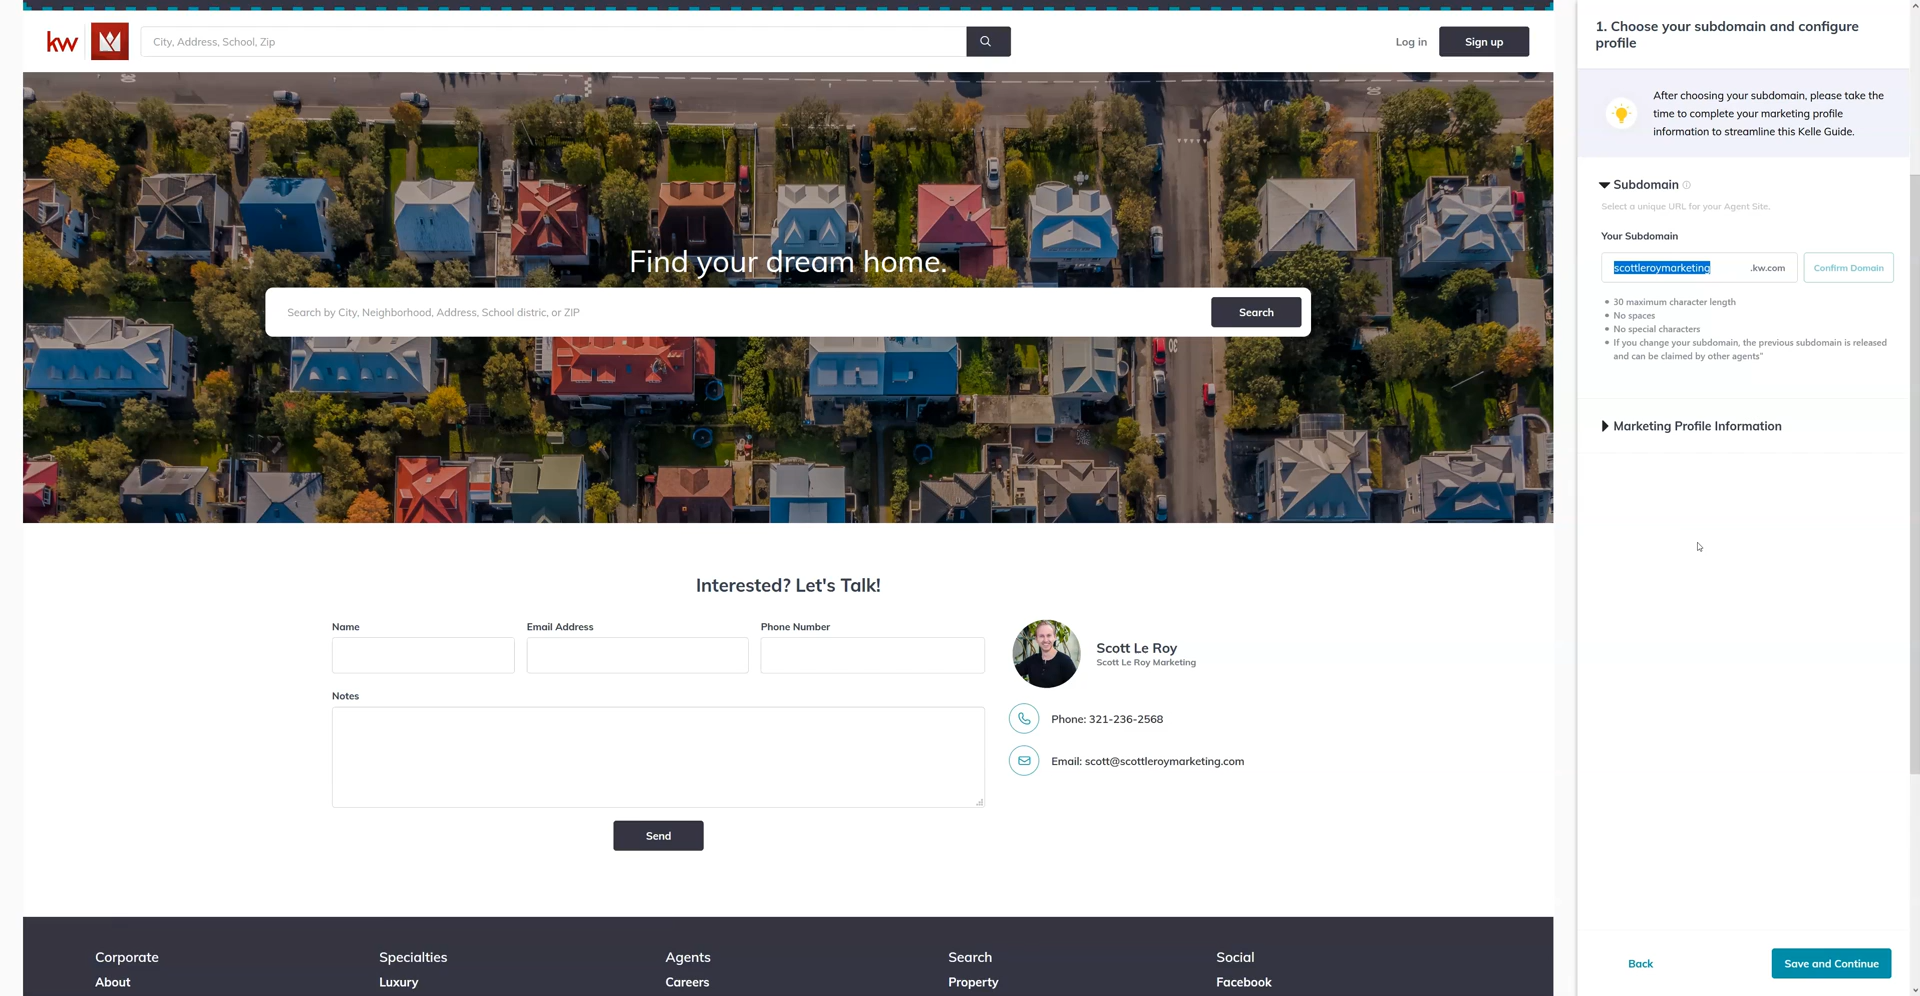 kw
City, Address, School, Zip
Log in
Sign up
Find your dream home.
Search by City, Neighborhood, Address, School distric, or ZIP
Search
Interested? Let's Talk!
Name
Email Address
Phone Number
Notes
Send
Scott Le Roy
Scott Le Roy Marketing
Phone: 321-236-2568
Email: scott@scottleroymarketing.com
Corporate
Specialties
Agents
Search
Social
About
Luxury
Careers
Property
Facebook
1. Choose your subdomain and configure
profile
After choosing your subdomain, please take the
time to complete your marketing profile
information to streamline this Kelle Guide.
Subdomain
Select a unique URL for your Agent Site.
Your Subdomain
scottleroymarketing
.kw.com
Confirm Domain
• 30 maximum character length
• No spaces
• No special characters
• If you change your subdomain, the previous subdomain is released
and can be claimed by other agents"
Marketing Profile Information
Back
Save and Continue